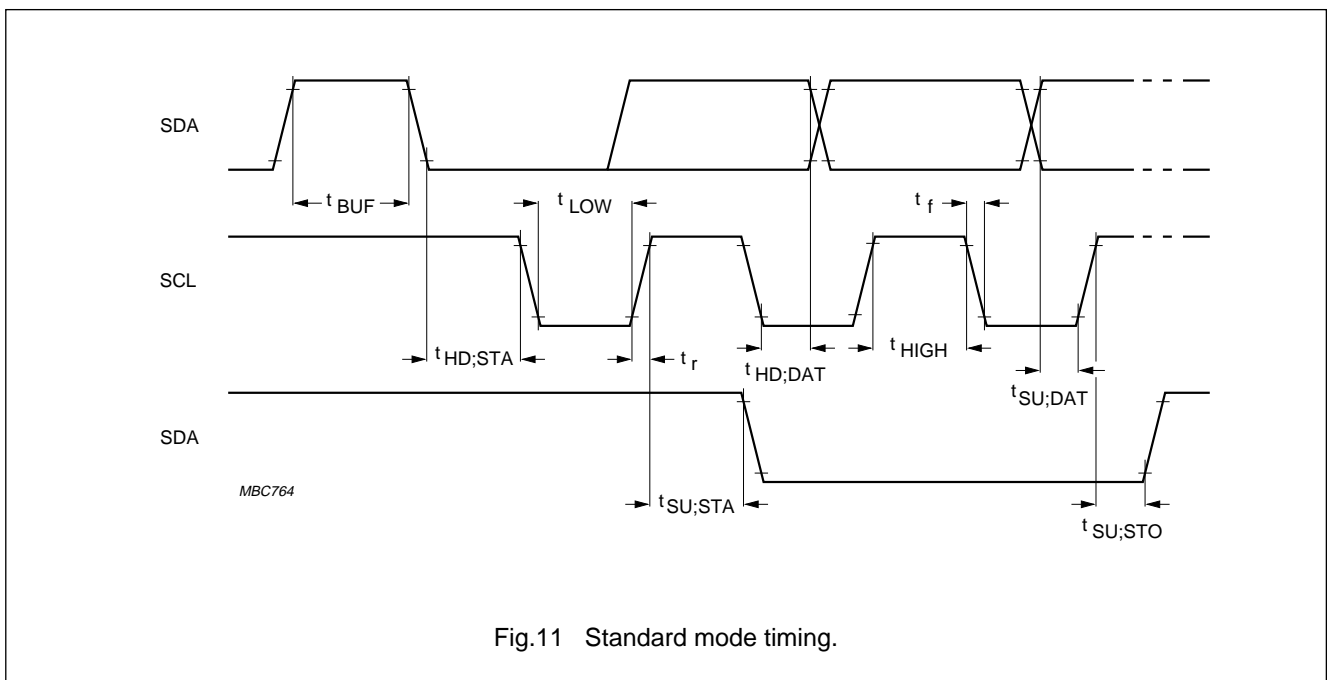 SDA
t BUF
t LOW
t f
SCL
t HD;STA
t r
t HD;DAT
t HIGH
t SU;DAT
SDA
MBC764
t SU;STA
t SU;STO
Fig.11 Standard mode timing.